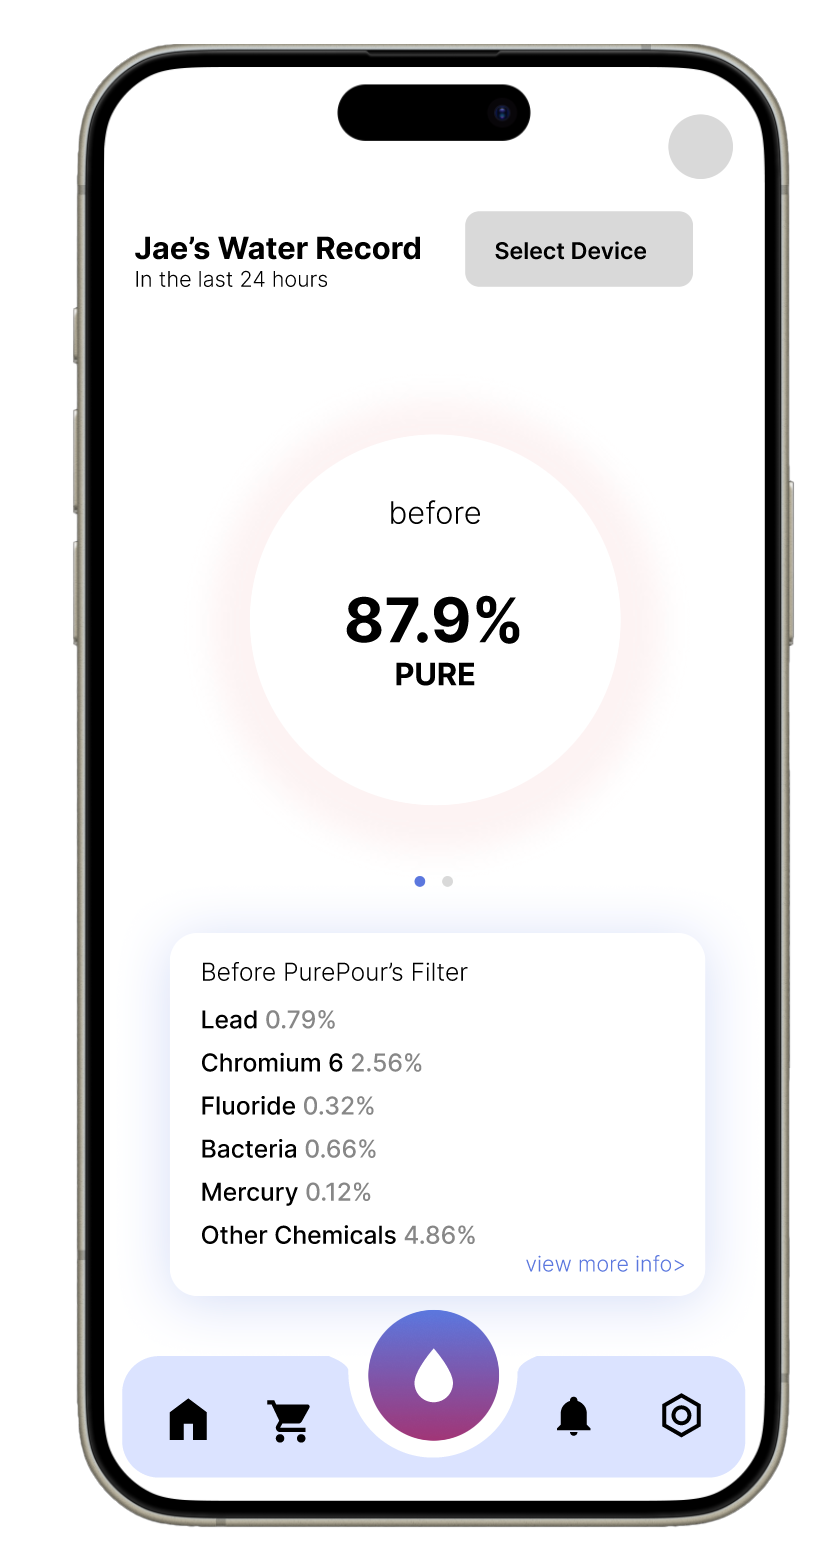 Jae’s Water Record
Select Device
In the last 24 hours
before
87.9%
PURE
Before PurePour’s Filter
Lead 0.79%
Chromium 6 2.56%
Fluoride 0.32%
Bacteria 0.66%
Mercury 0.12%
Other Chemicals 4.86%
view more info>